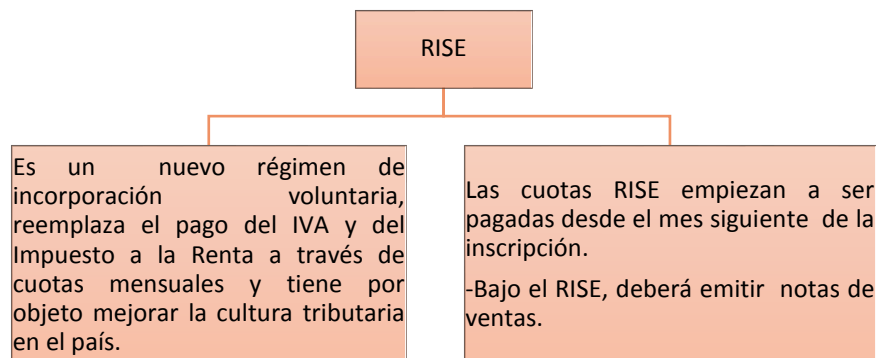 RISE
Es un nuevo régimen de
incorporación voluntaria,
reemplaza el pago del IVA y del
Impuesto a la Renta a través de
cuotas mensuales y tiene por
objeto mejorar la cultura tributaria
en el país.
Las cuotas RISE empiezan a ser
pagadas desde el mes siguiente de la
inscripción.
-Bajo el RISE, deberá emitir notas de
ventas.